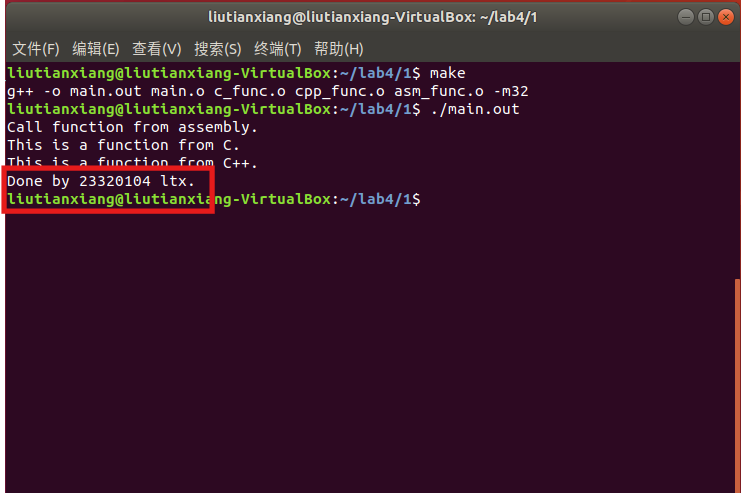 liutianxiang@liutianxiang-VirtualBox: ~/lab4/1
文件(F) 编辑(E) 查看(V) 搜索(S) 终端(T) 帮助(H)
liutianxiang@liutianxiang-VirtualBox:~/lab4/1$ make
g++ -o main.out main.o c_func.o cpp_func.o asm_func.o -m32
liutianxiang@liutianxiang-VirtualBox:~/lab4/1$ ./main.out
Call function from assembly.
This is a function from C.
This is a function from C++.
Done by 23320104 ltx.
liutianxiang@liutianxiang-VirtualBox:~/lab4/1$